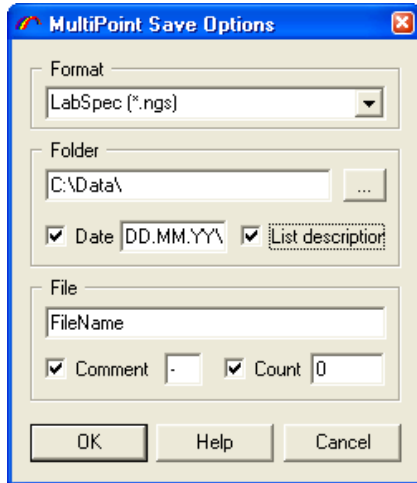 MultiPoint Save Options
Format
LabSpec (*.ngs)
Folder
C:\Data\
...
Date DD.MM.YY\ List description
File
FileName
Comment - Count 0
OK Help Cancel